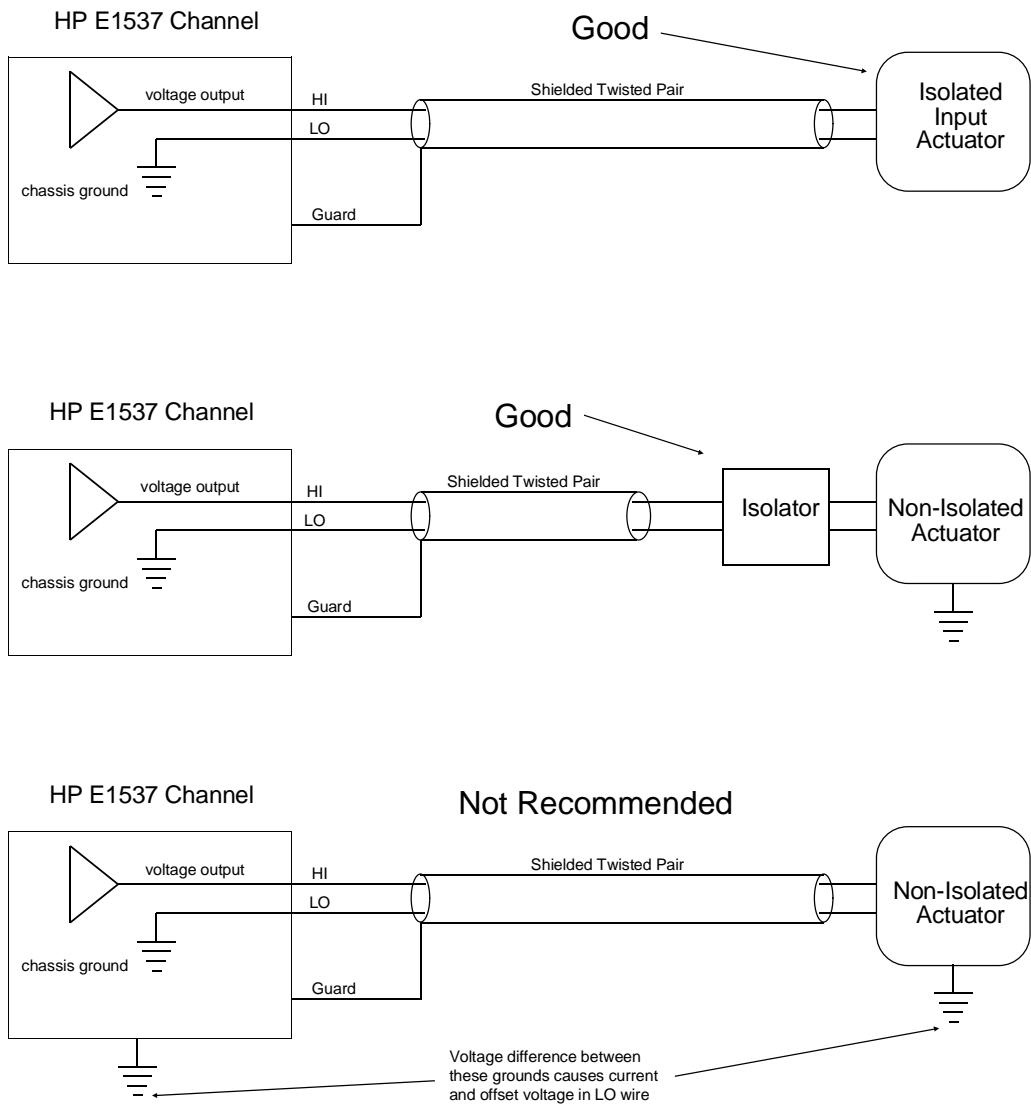 HP E1537 Channel
Good
voltage output
HI
LO
Shielded Twisted Pair
Isolated
Input
Actuator
chassis ground
Guard
HP E1537 Channel
Good
voltage output
HI
LO
Shielded Twisted Pair
Isolator
Non-Isolated
Actuator
chassis ground
Guard
HP E1537 Channel
Not Recommended
voltage output
HI
LO
Shielded Twisted Pair
Non-Isolated
Actuator
chassis ground
Guard
Voltage difference between
these grounds causes current
and offset voltage in LO wire